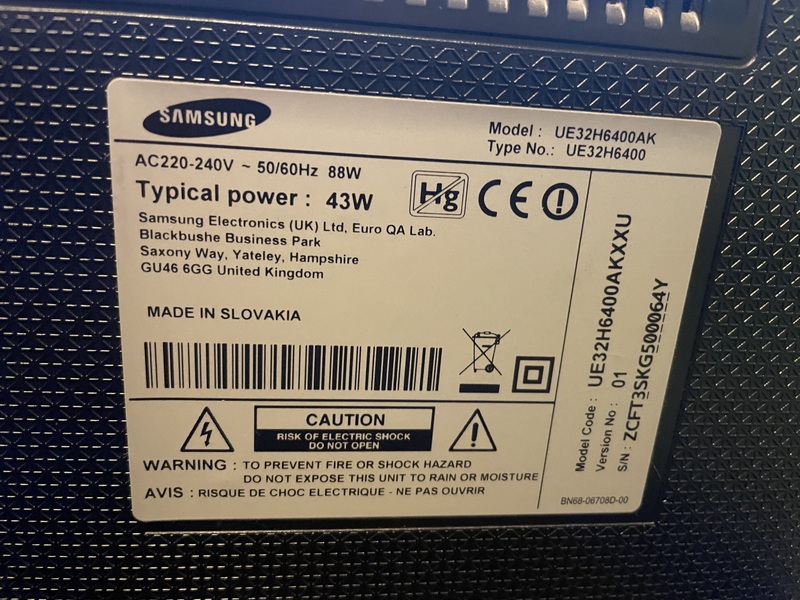 SAMSUNG
Model : UE32H6400AK
Type No.: UE32H6400
AC220-240V ~ 50/60Hz 88W
Typical power : 43W
Hg
CE
Samsung Electronics (UK) Ltd, Euro QA Lab.
Blackbushe Business Park
Saxony Way, Yateley, Hampshire
GU46 6GG United Kingdom
MADE IN SLOVAKIA
CAUTION
RISK OF ELECTRIC SHOCK
DO NOT OPEN
WARNING : TO PREVENT FIRE OR SHOCK HAZARD
DO NOT EXPOSE THIS UNIT TO RAIN OR MOISTURE
AVIS : RISQUE DE CHOC ELECTRIQUE - NE PAS OUVRIR
Model Code : UE32H6400AKXXU
Version No : 01
S/N : ZCFT3SKG500064Y
BN68-06708D-00